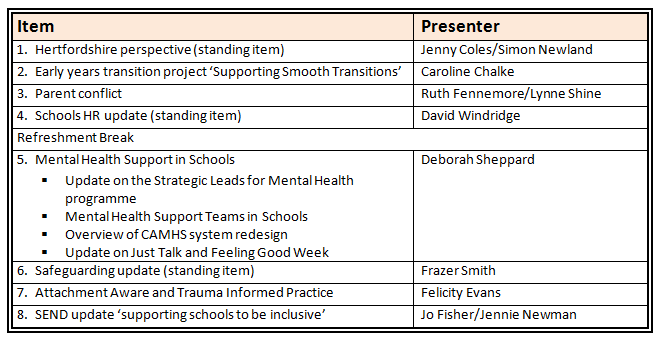 Item Presenter
1. Hertfordshire perspective (standing item) Jenny Coles/Simon Newland
2. Early years transition project ‘Supporting Smooth Transitions’ Caroline Chalke
3. Parent conflict Ruth Fennemore/Lynne Shine
4. Schools HR update (standing item) David Windridge
Refreshment Break
5. Mental Health Support in Schools Deborah Sheppard
▪ Update on the Strategic Leads for Mental Health
programme
▪ Mental Health Support Teams in Schools
▪ Overview of CAMHS system redesign
▪ Update on Just Talk and Feeling Good Week
6. Safeguarding update (standing item) Frazer Smith
7. Attachment Aware and Trauma Informed Practice Felicity Evans
8. SEND update ‘supporting schools to be inclusive’ Jo Fisher/Jennie Newman